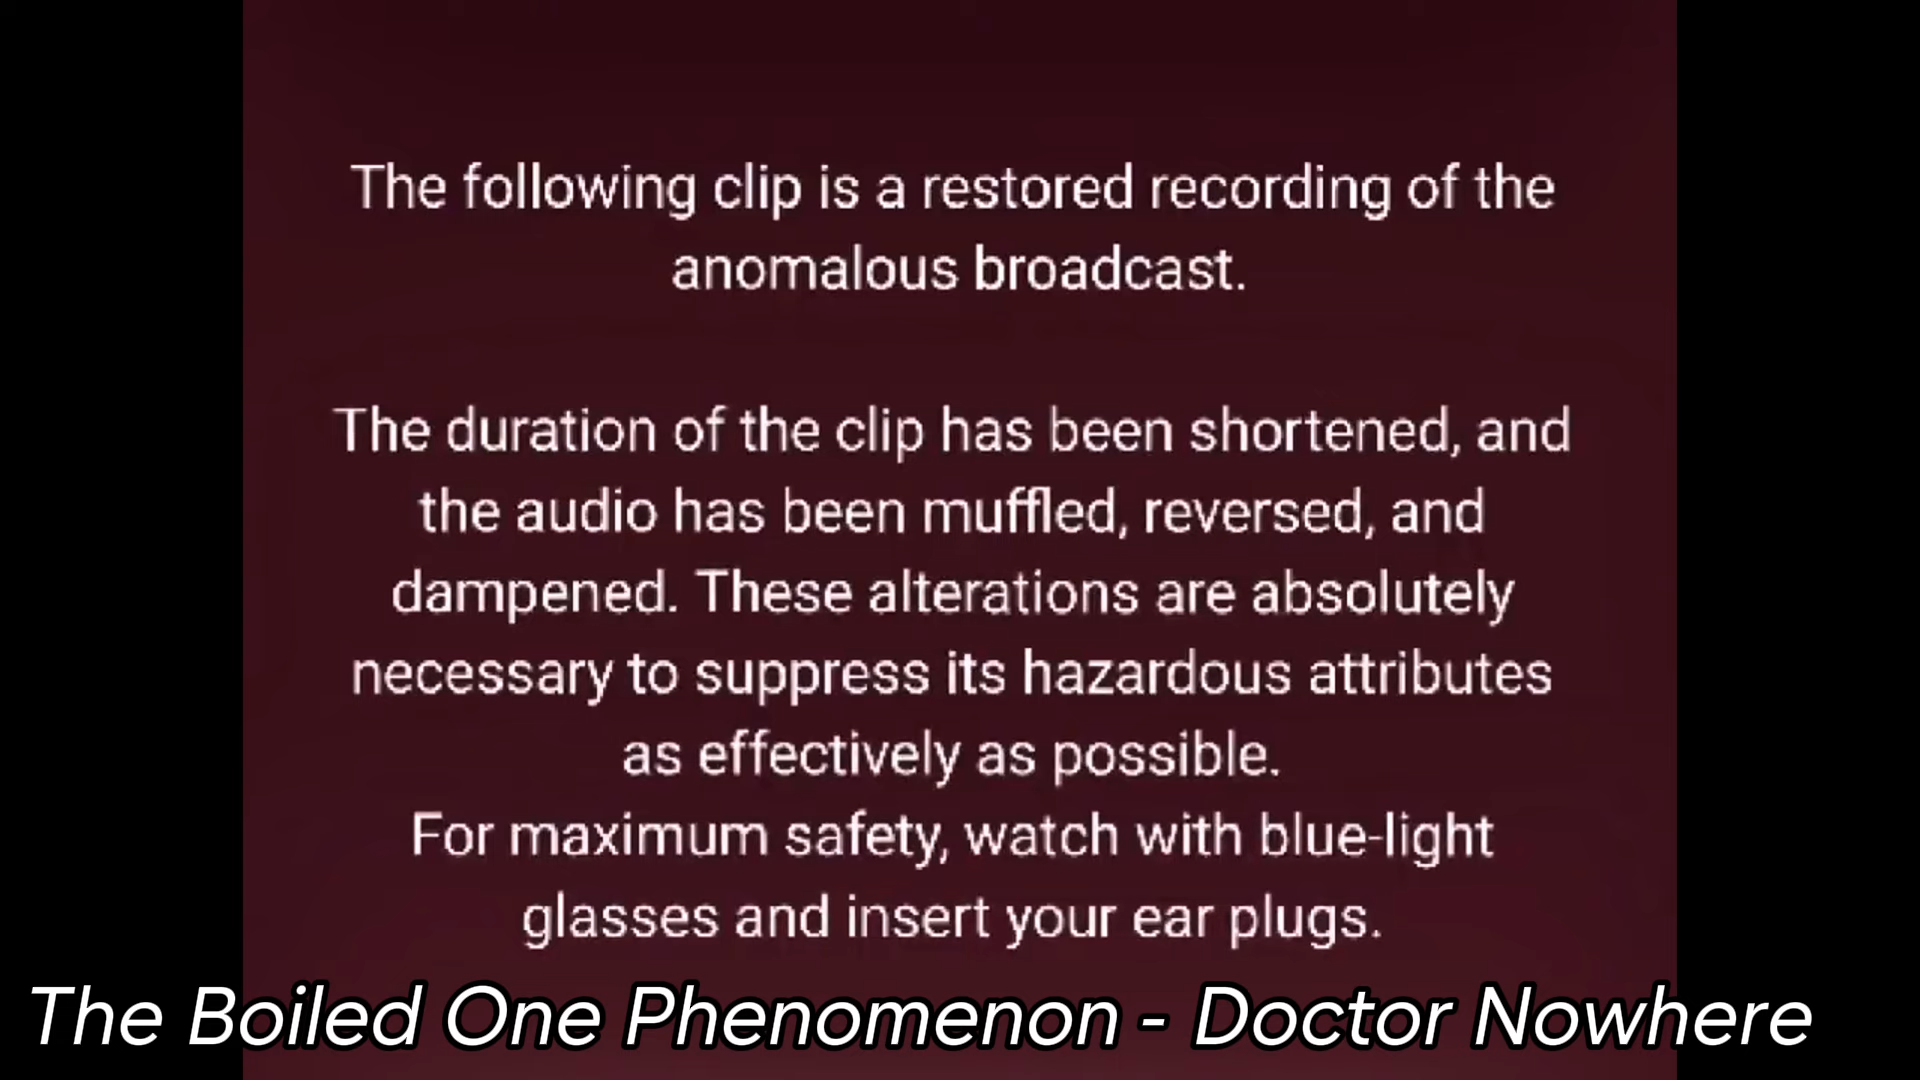 The following clip is a restored recording of the
anomalous broadcast.
The duration of the clip has been shortened, and
the audio has been muffled, reversed, and
dampened. These alterations are absolutely
necessary to suppress its hazardous attributes
as effectively as possible.
For maximum safety, watch with blue-light
glasses and insert your ear plugs.
The Boiled One Phenomenon - Doctor Nowhere